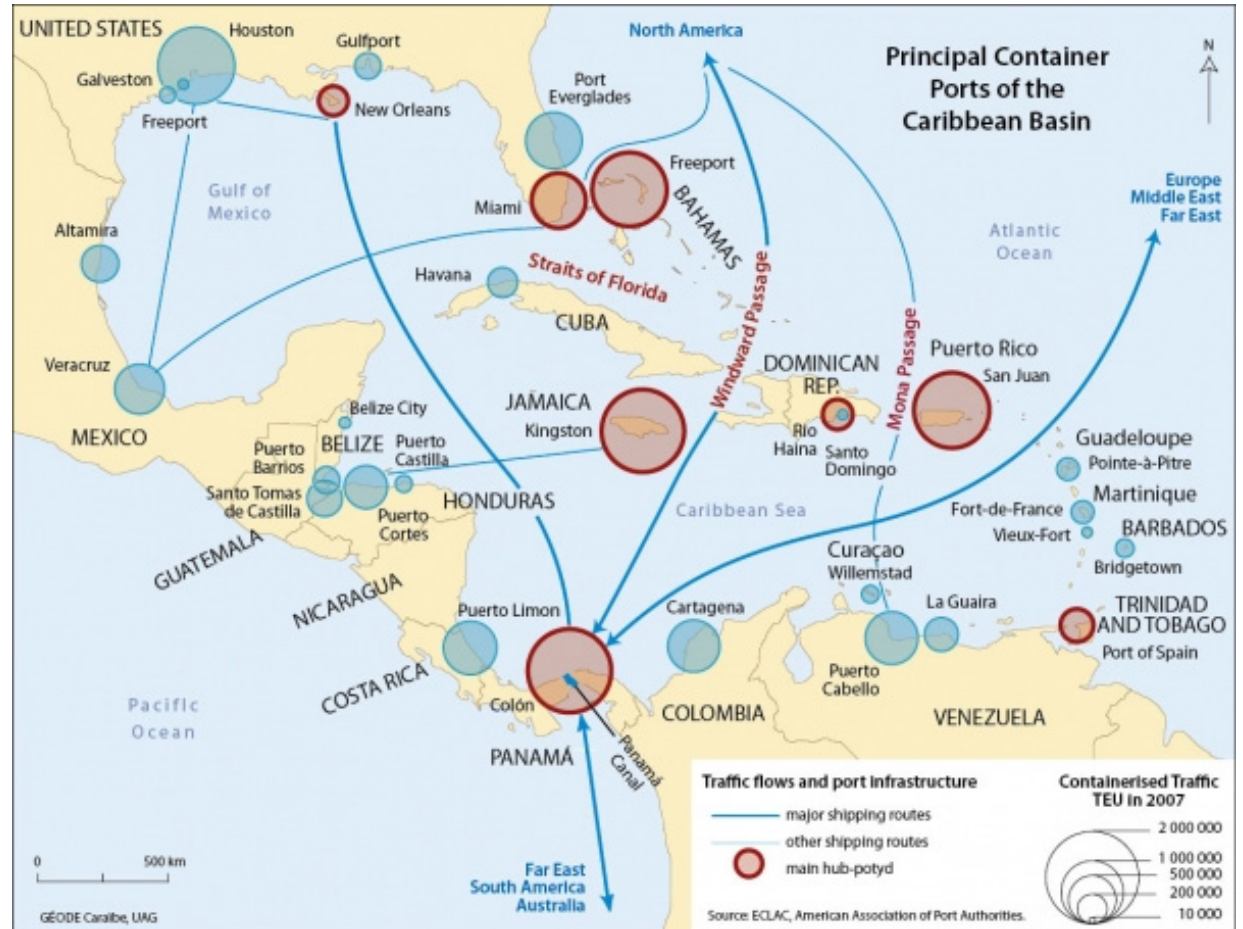 UNITED STATES
Houston
Gulfport
North America
Principal Container
Ports of the
Caribbean Basin
N
Galveston
Freeport
New Orleans
Port
Everglades
Gulf of
Mexico
Miami
Freeport
BAHAMAS
Europe
Middle East
Far East
Atlantic
Ocean
Altamira
Havana
Straits of Florida
Windward Passage
CUBA
Veracruz
MEXICO
Belize City
BELIZE
Puerto
Barrios
Puerto
Castilla
Santo Tomas
de Castilla
Puerto
Cortes
HONDURAS
GUATEMALA
NICARAGUA
JAMAICA
Kingston
DOMINICAN
REP.
Rio
Haina
Santo
Domingo
Mona Passage
Puerto Rico
San Juan
Caribbean Sea
Guadeloupe
Pointe-à-Pitre
Martinique
Fort-de-France
Vieux-Fort
BARBADOS
Bridgetown
Curaçao
Willemstad
La Guaira
TRINIDAD
AND TOBAGO
Port of Spain
Puerto Limon
Cartagena
Puerto
Cabello
COSTA RICA
Colón
COLOMBIA
VENEZUELA
PANAMÁ
Panamá
Canal
Pacific
Ocean
Far East
South America
Australia
0
500 km
GÉODE Caraïbe, UAG
Traffic flows and port infrastructure
major shipping routes
other shipping routes
main hub-potyd
Containerised Traffic
TEU in 2007
2 000 000
1 000 000
500 000
200 000
10 000
Source: ECLAC, American Association of Port Authorities.